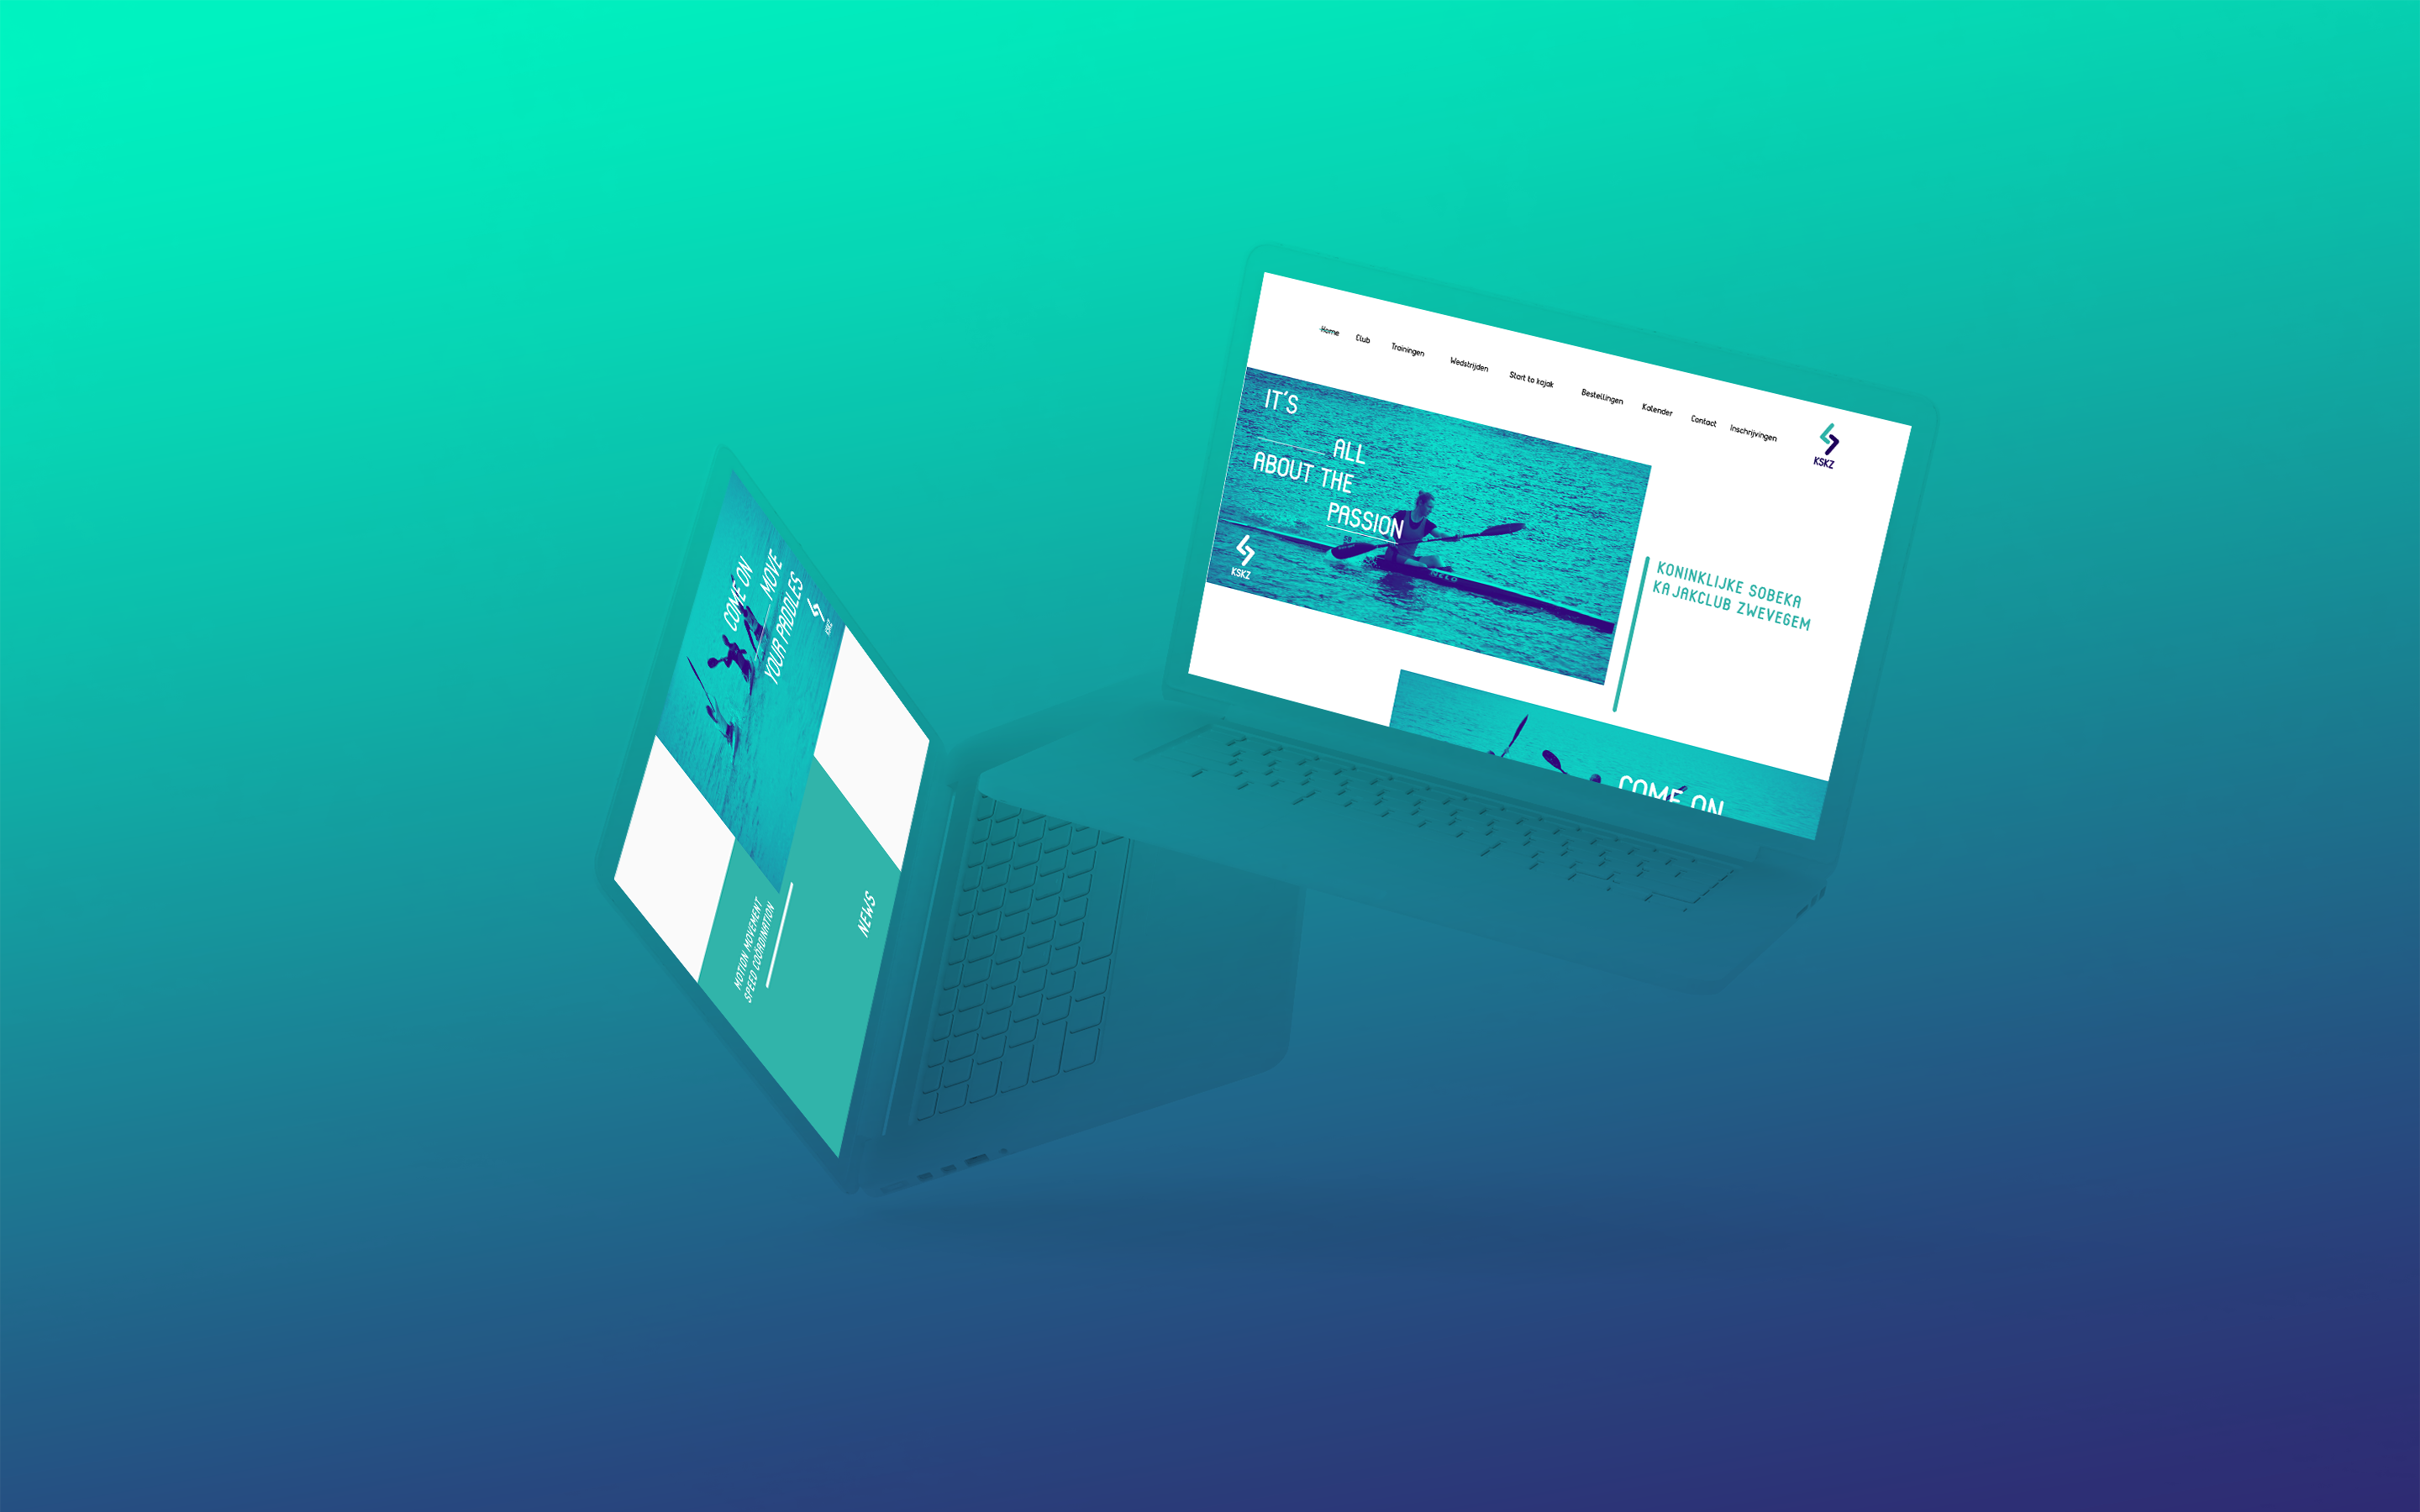 Home Club Trainingen Wedstrijden Start to kajak Bestellingen Kalender Contact Inschrijvingen
KSKZ
IT'S
ALL
ABOUT THE
PASSION
KSKZ
KONINKLIJKE SOBEKA
KAJAKCLUB ZWEVEGEM
NELO
COME ON
COME ON
MOVE
YOUR PADDLES
KSKZ
MOTION MOVEMENT
SPEED COORDINATION
NEWS